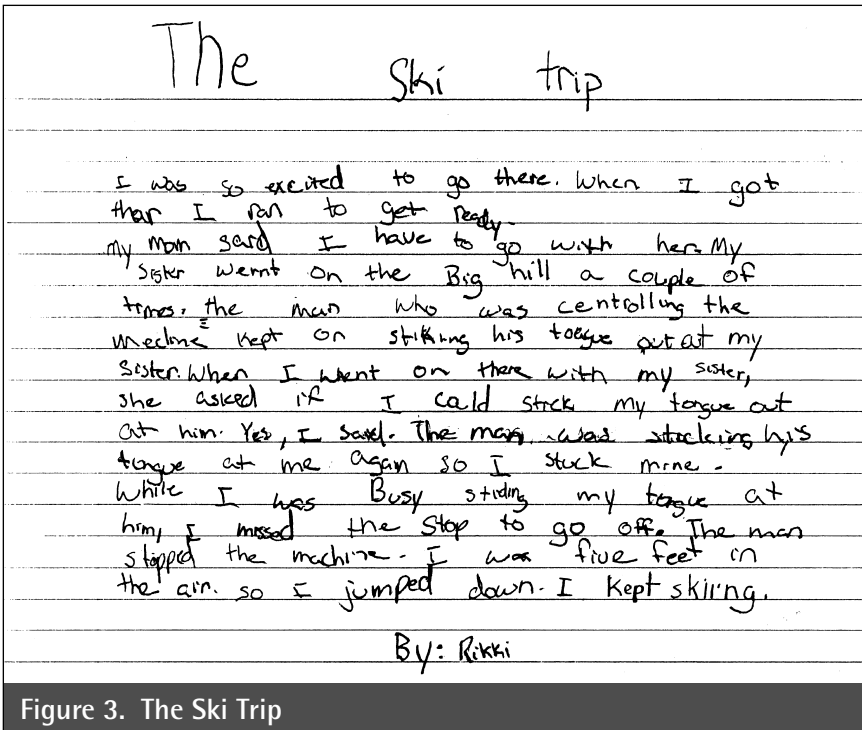 The Ski trip
I was so excited to go there. When I got
thar I ran to get ready.
my mom said I have to go with her. My
sister wernt on the Big hill a couple of
times. the man who was centrolling the
mecline kept on stitking his tougue out at my
sister. When I went on there with my sister,
she asked if I could stick my tongue out
at him. Yes, I said. The man was stocking his
tongue at me agan so I stuck mine.
While I was Busy stiding my tongue at
him, I missed the stop to go off. The man
stopped the machine. I was five feet in
the air. so I jumped down. I kept skiing.
By: Rikki
Figure 3. The Ski Trip